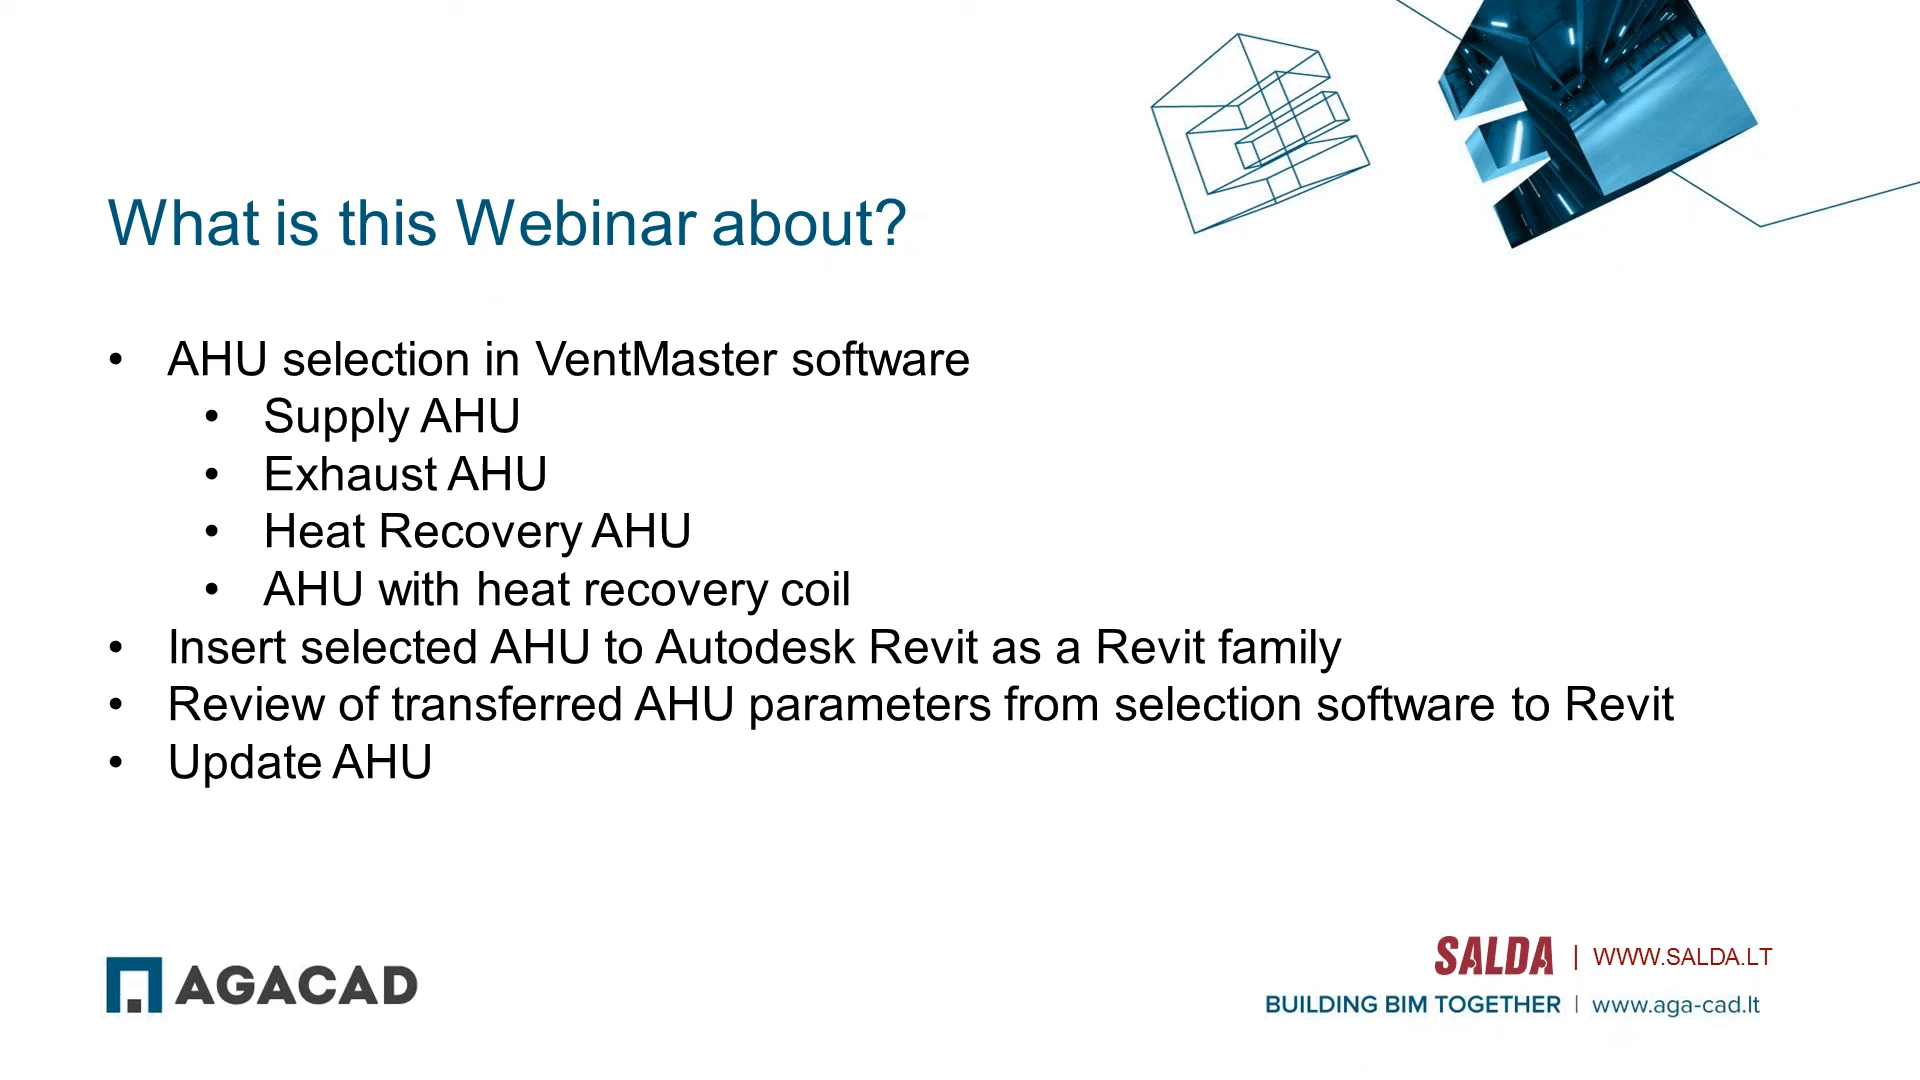 What is this Webinar about?
• AHU selection in VentMaster software
• Supply AHU
• Exhaust AHU
• Heat Recovery AHU
• AHU with heat recovery coil
• Insert selected AHU to Autodesk Revit as a Revit family
• Review of transferred AHU parameters from selection software to Revit
• Update AHU
AGACAD
SALDA | WWW.SALDA.LT
BUILDING BIM TOGETHER | www.aga-cad.lt